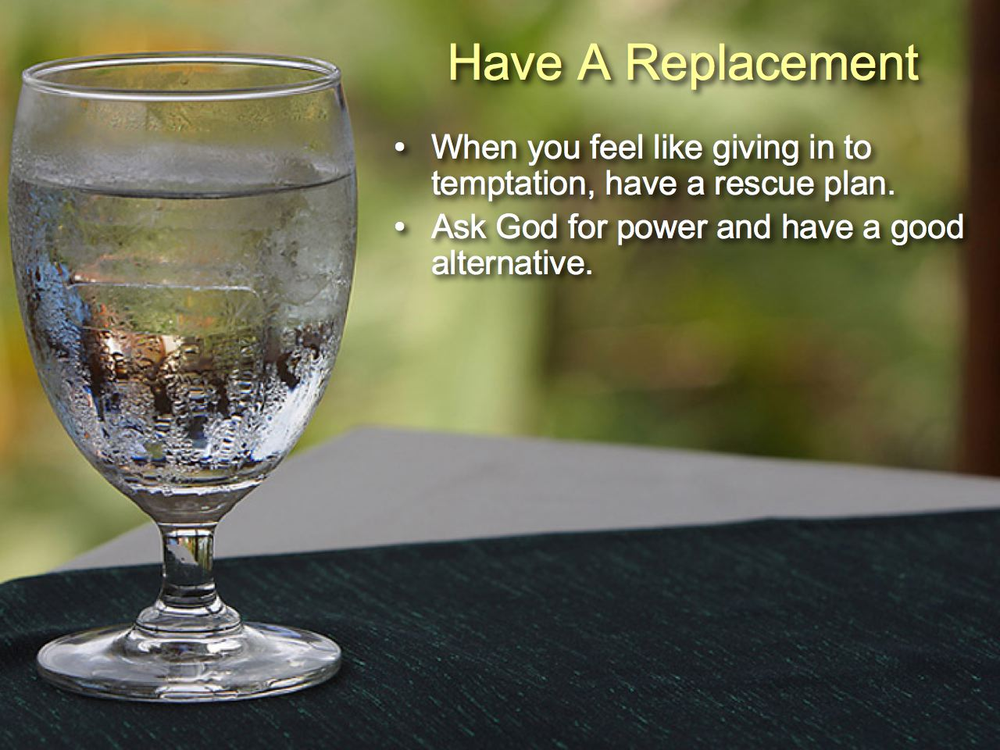 Have A Replacement
• When you feel like giving in to
temptation, have a rescue plan.
• Ask God for power and have a good
alternative.